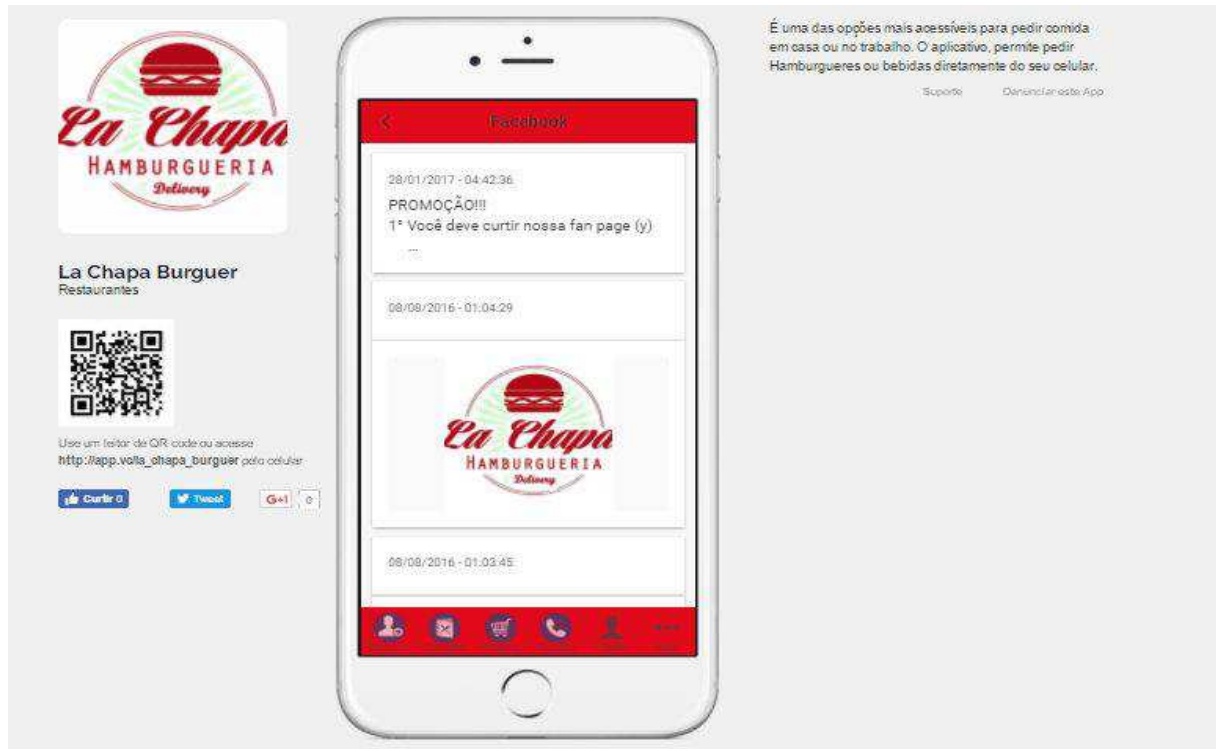 La Chapa
HAMBURGUERIA
Delivery
La Chapa Burguer
Restaurantes
Use um leitor de QR code ou acesse
http://app.vc/la_chapa_burguer pelo celular
Curtir 0
Tweet
G+1 0
Facebook
28/01/2017 - 04:42:36
PROMOÇÃO!!!
1° Você deve curtir nossa fan page (y)
...
08/08/2016 - 01:04:29
La Chapa
HAMBURGUERIA
Delivery
08/08/2016 - 01:03:45
É uma das opções mais acessíveis para pedir comida
em casa ou no trabalho. O aplicativo, permite pedir
Hamburgueres ou bebidas diretamente do seu celular.
Suporte Denunciar este App